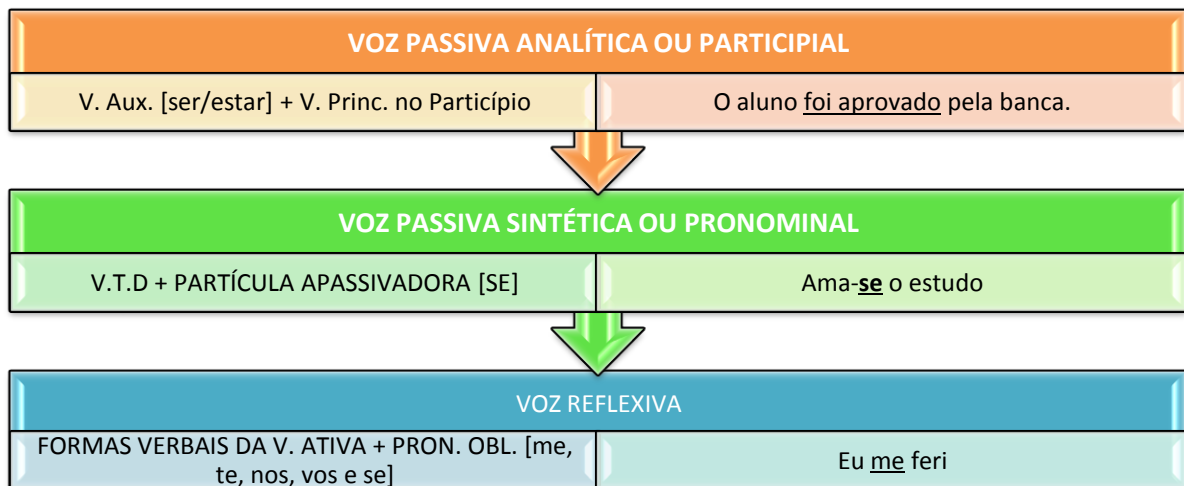 VOZ PASSIVA ANALÍTICA OU PARTICIPIAL
V. Aux. [ser/estar] + V. Princ. no Particípio
O aluno foi aprovado pela banca.
VOZ PASSIVA SINTÉTICA OU PRONOMINAL
V.T.D + PARTÍCULA APASSIVADORA [SE]
Ama-se o estudo
VOZ REFLEXIVA
FORMAS VERBAIS DA V. ATIVA + PRON. OBL. [me,
te, nos, vos e se]
Eu me feri